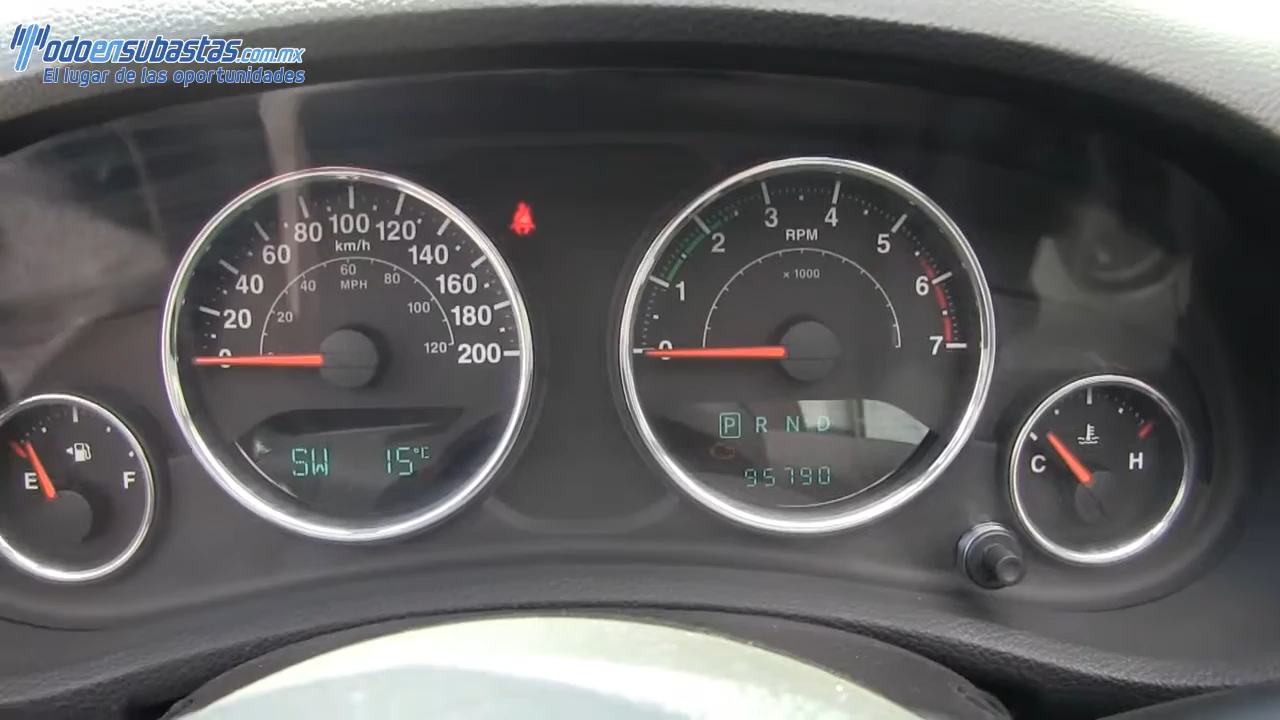 Todoensubastas.com.mx
El lugar de las oportunidades
0 20 40 60 80 100 120 140 160 180 200
km/h
20 40 60 80 100 120
MPH
SW 15°C
0 1 2 3 4 5 6 7
RPM
x 1000
P R N D
95790
E F
C H